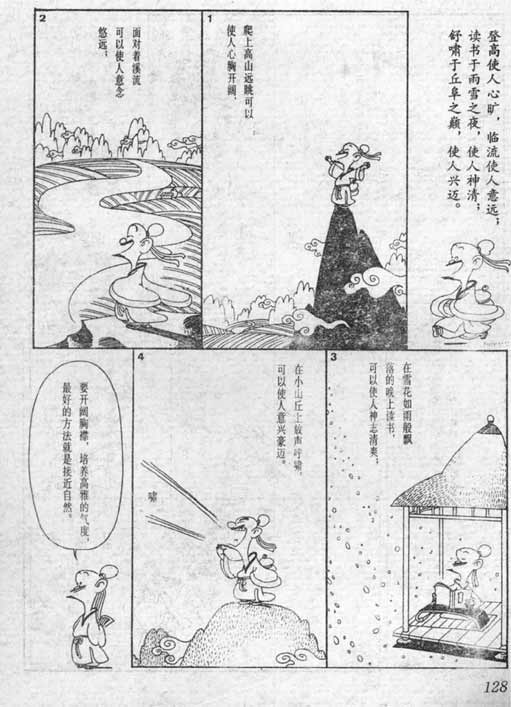 登高使人心旷，临流使人意远；
读书于雨雪之夜，使人神清；
舒啸于丘阜之巅，使人兴迈。
1
爬上高山远眺可以
使人心胸开阔，
2
面对着溪流
可以使人意念
悠远；
3
在雪花如雨般飘
落的晚上读书，
可以使人神志清爽；
4
在小山丘上放声呼啸，
可以使人意兴豪迈。
啸
要开阔胸襟，培养高雅的气度，
最好的方法就是接近自然。
128